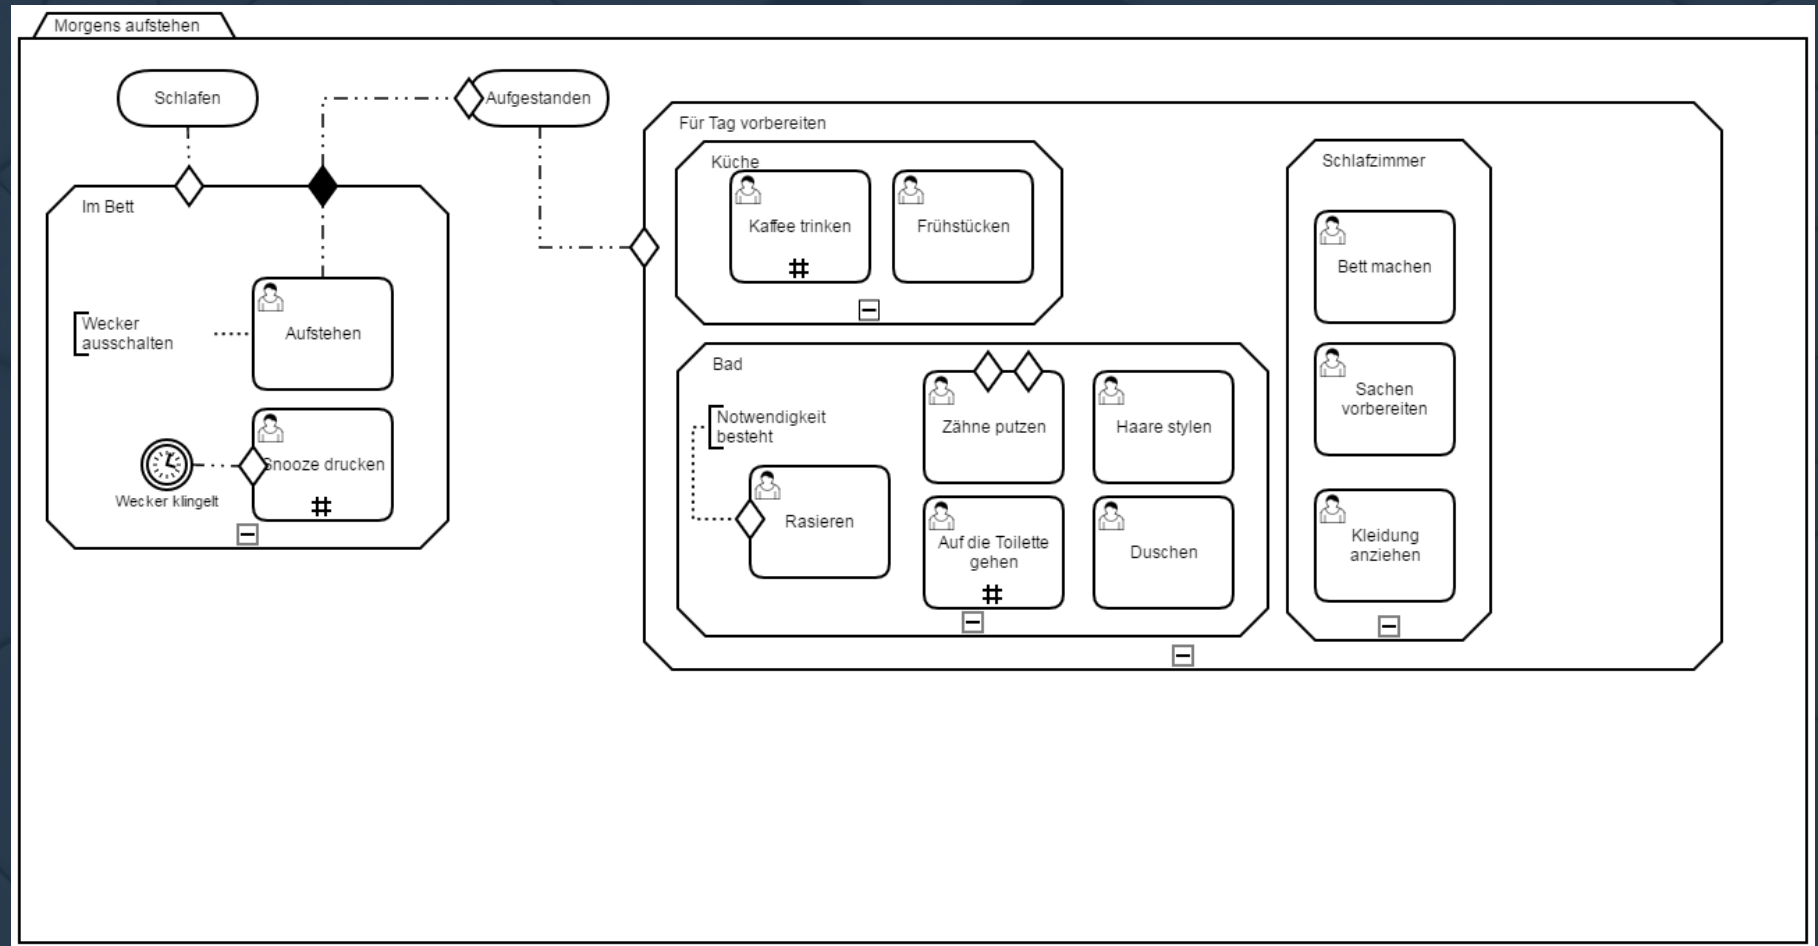 Morgens aufstehen
Schlafen
Aufgestanden
Im Bett
Wecker
ausschalten
Aufstehen
Snooze drucken
Wecker klingelt
Für Tag vorbereiten
Küche
Kaffee trinken
Frühstücken
Bad
Notwendigkeit
besteht
Rasieren
Zähne putzen
Haare stylen
Auf die Toilette
gehen
Duschen
Schlafzimmer
Bett machen
Sachen
vorbereiten
Kleidung
anziehen